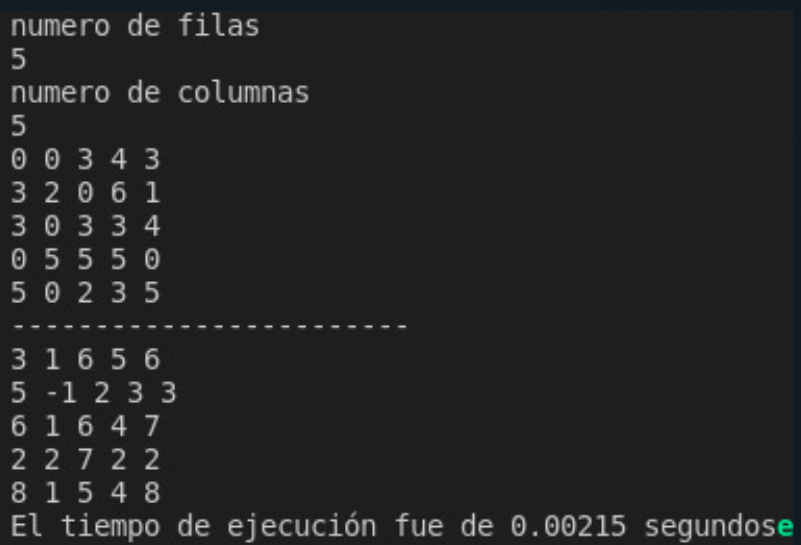 numero de filas
5
numero de columnas
5
0 0 3 4 3
3 2 0 6 1
3 0 3 3 4
0 5 5 5 0
5 0 2 3 5
------------------------
3 1 6 5 6
5 -1 2 3 3
6 1 6 4 7
2 2 7 2 2
8 1 5 4 8
El tiempo de ejecución fue de 0.00215 segundose